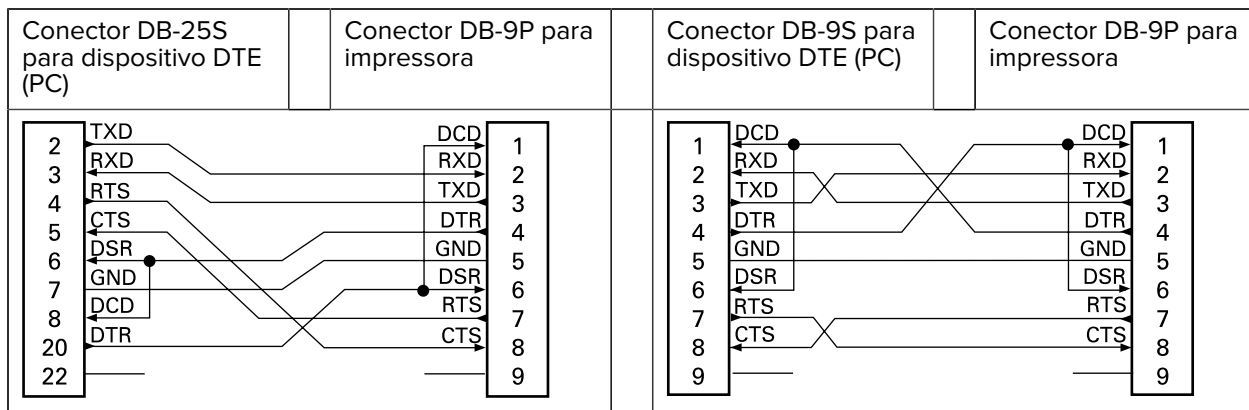 Conector DB-25S
para dispositivo DTE
(PC)
Conector DB-9P para
impressora
Conector DB-9S para
dispositivo DTE (PC)
Conector DB-9P para
impressora
2 TXD DCD 1
3 RXD RXD 2
4 RTS TXD 3
5 CTS DTR 4
6 DSR GND 5
7 GND DSR 6
8 DCD RTS 7
20 DTR CTS 8
22 9
1 DCD DCD 1
2 RXD RXD 2
3 TXD TXD 3
4 DTR DTR 4
5 GND GND 5
6 DSR DSR 6
7 RTS RTS 7
8 CTS CTS 8
9 9